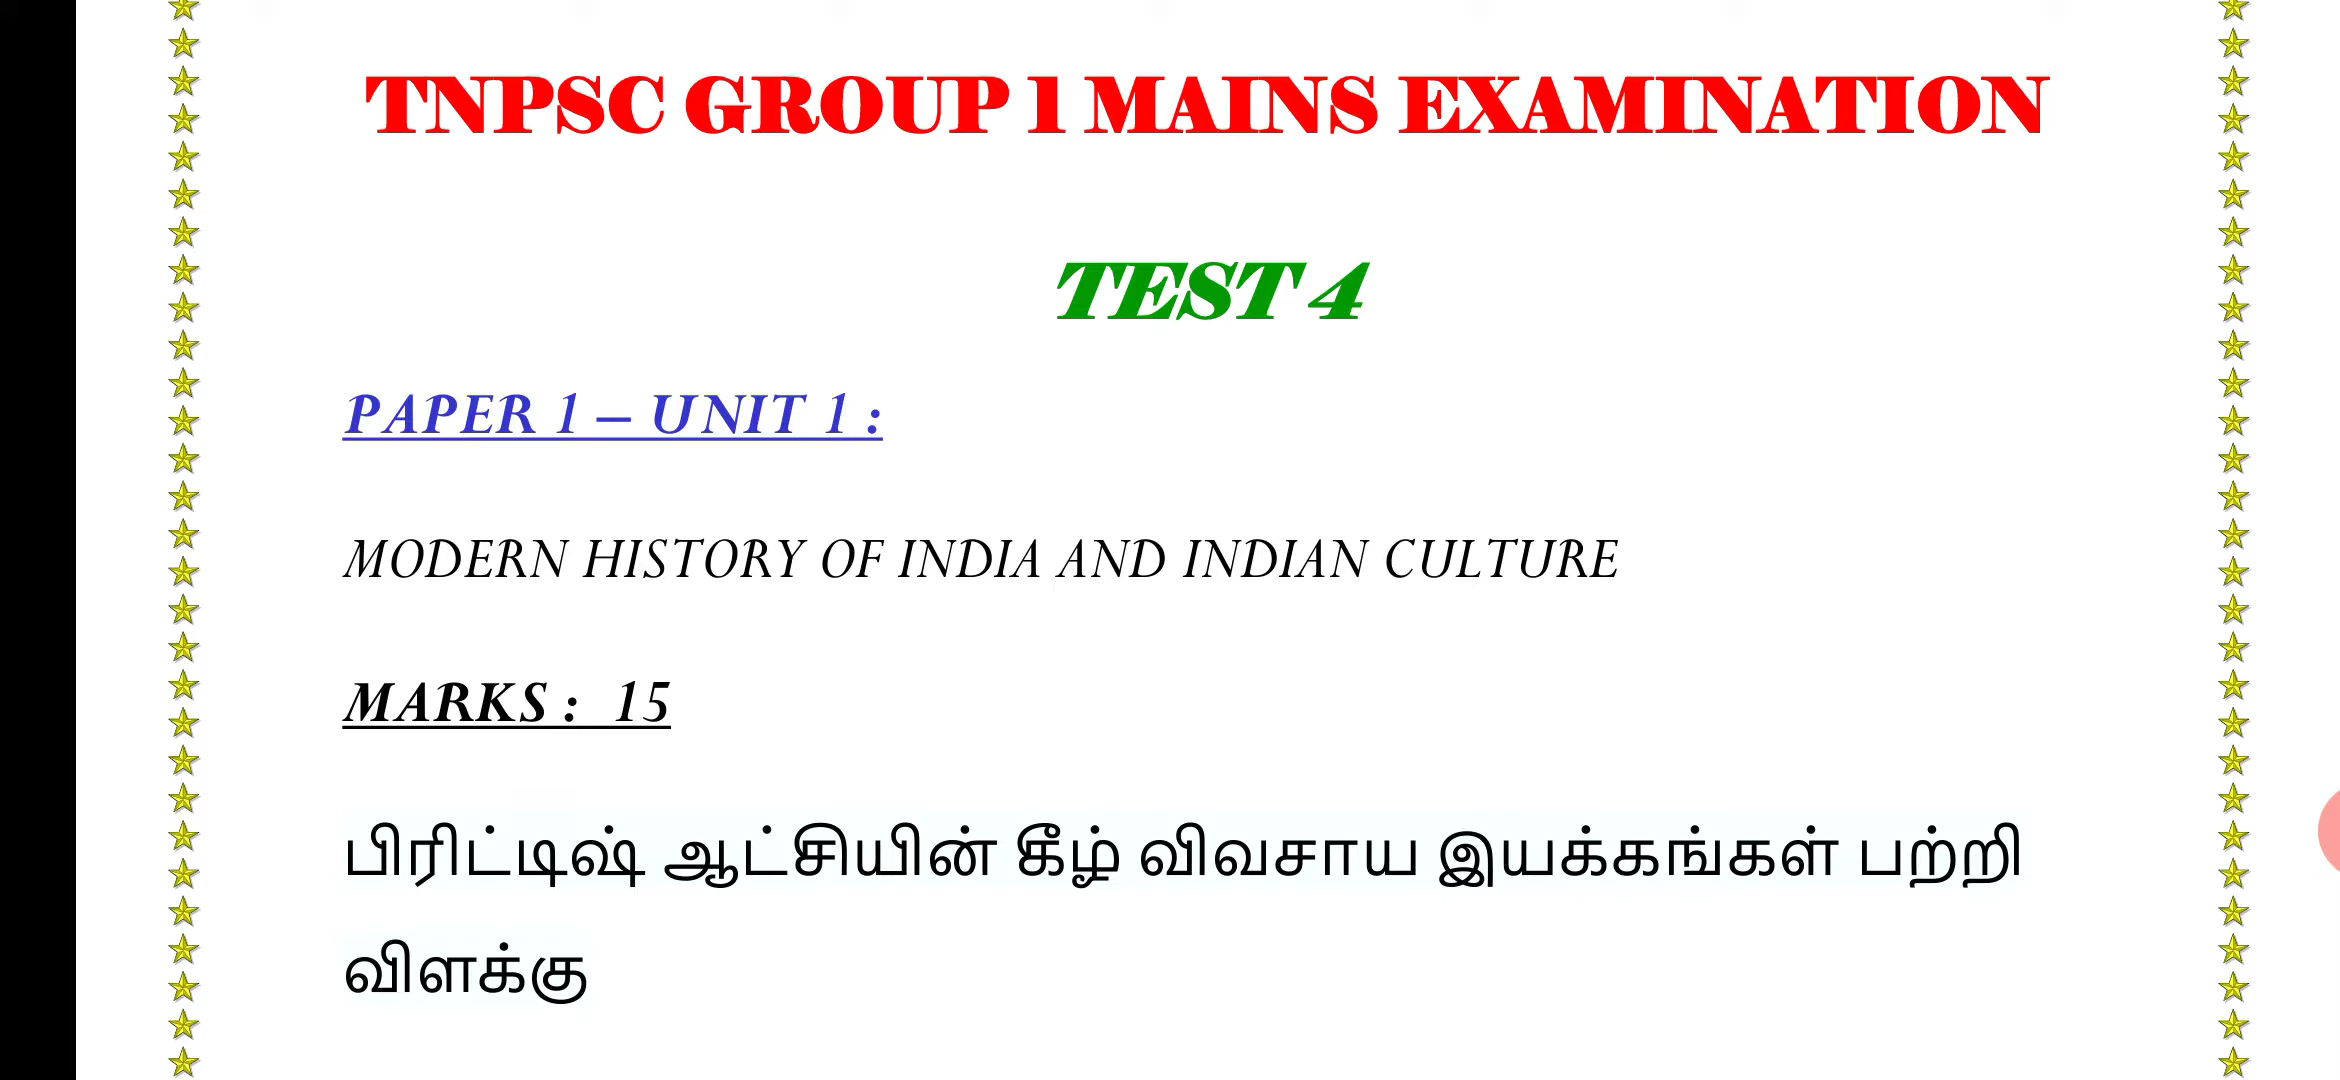 TNPSC GROUP 1 MAINS EXAMINATION
TEST 4
PAPER 1 – UNIT 1 :
MODERN HISTORY OF INDIA AND INDIAN CULTURE
MARKS : 15
பிரிட்டிஷ் ஆட்சியின் கீழ் விவசாய இயக்கங்கள் பற்றி
விளக்கு